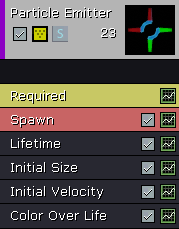 Particle Emitter
S 23
Required
Spawn
Lifetime
Initial Size
Initial Velocity
Color Over Life